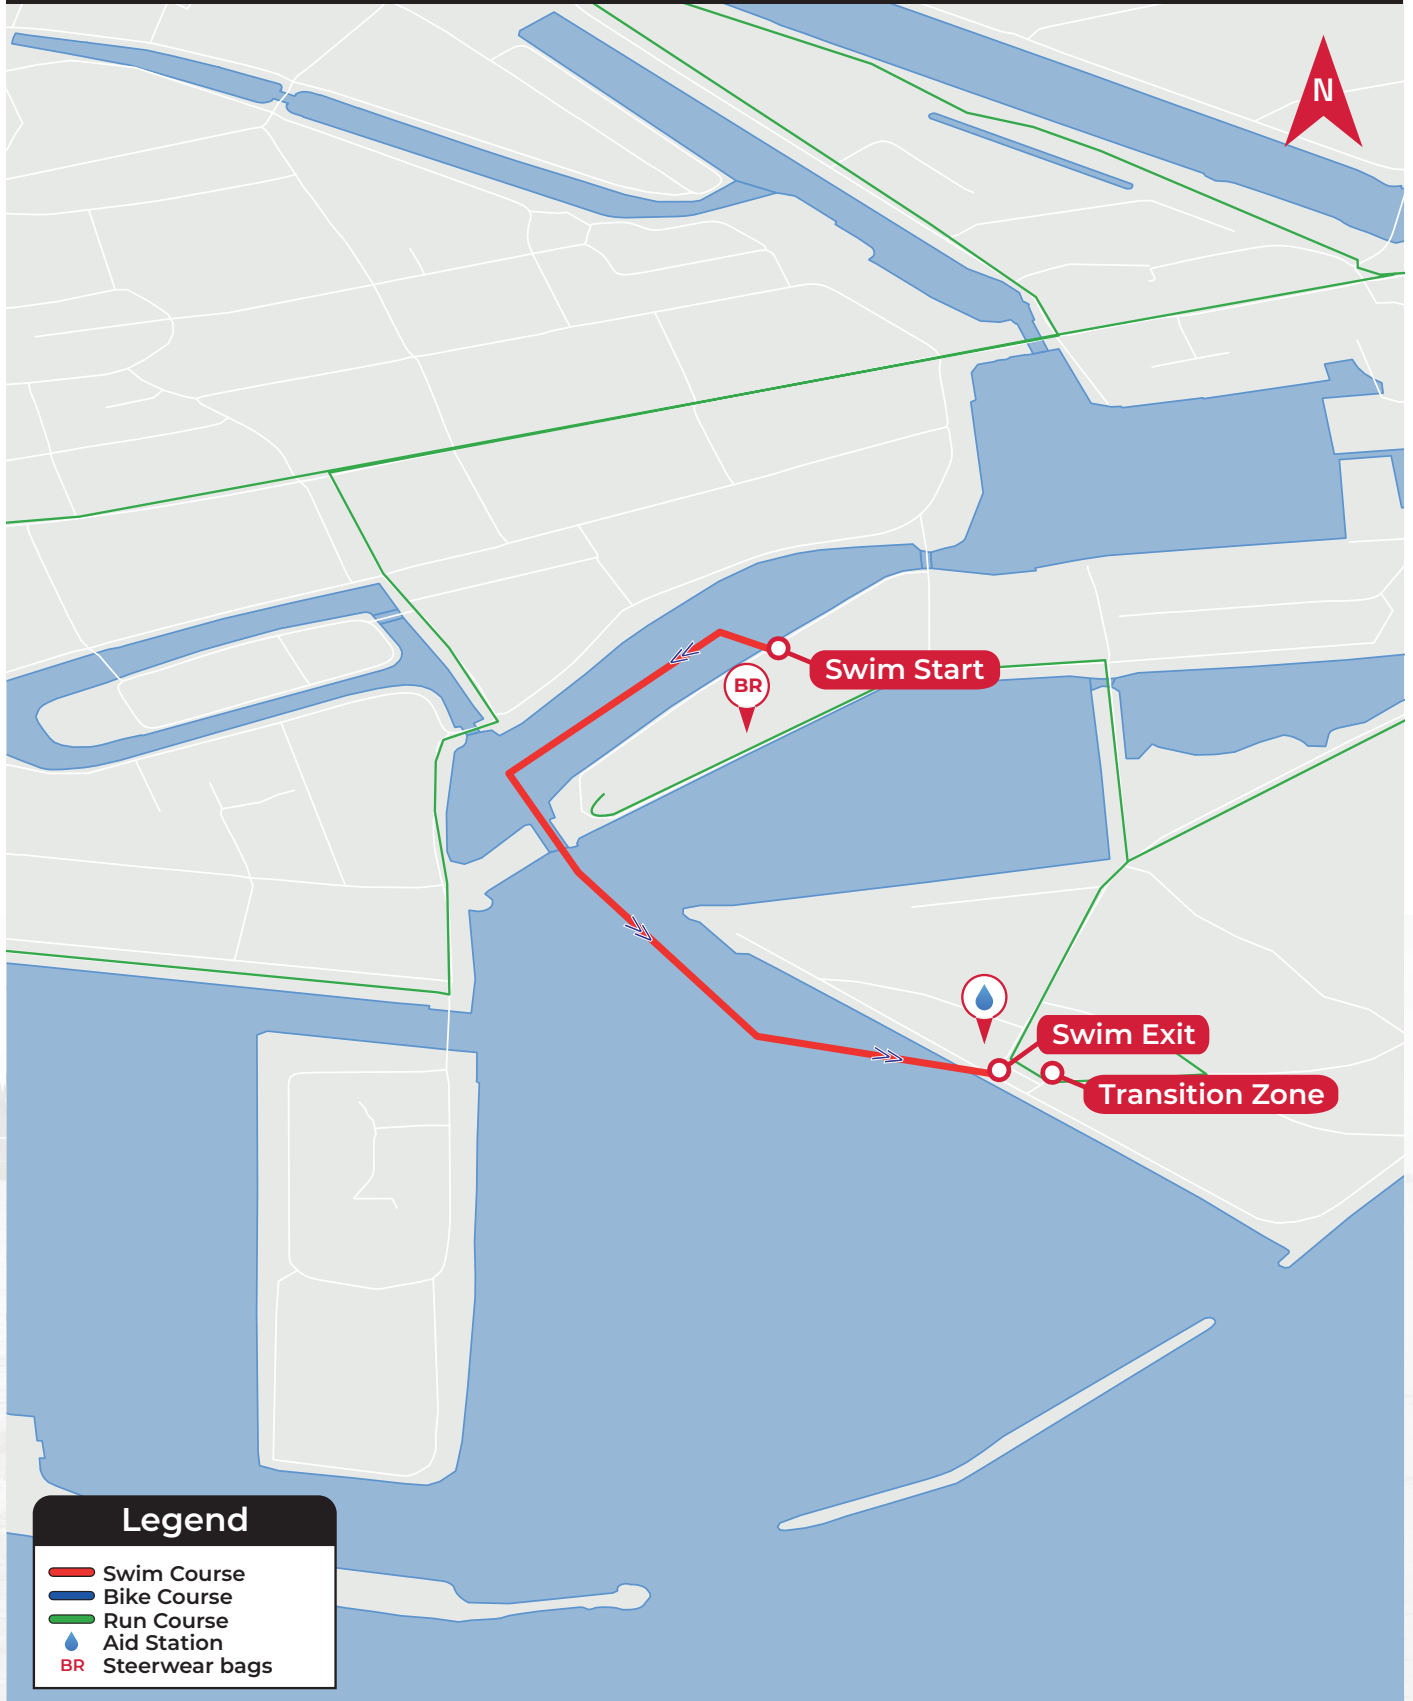 N
Swim Start
BR
Swim Exit
Transition Zone
Legend
Swim Course
Bike Course
Run Course
Aid Station
BR Steerwear bags